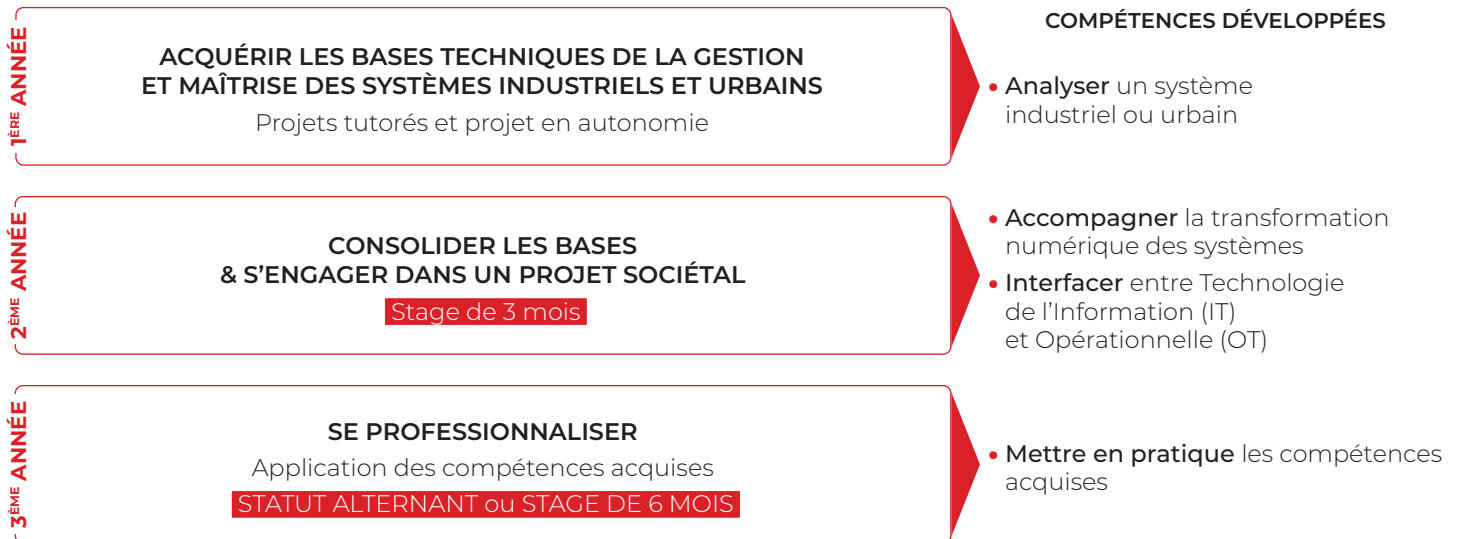 COMPÉTENCES DÉVELOPPÉES
1ÈRE ANNÉE
ACQUÉRIR LES BASES TECHNIQUES DE LA GESTION
ET MAÎTRISE DES SYSTÈMES INDUSTRIELS ET URBAINS
Projets tutorés et projet en autonomie
• Analyser un système
industriel ou urbain
2ÈME ANNÉE
CONSOLIDER LES BASES
& S’ENGAGER DANS UN PROJET SOCIÉTAL
Stage de 3 mois
• Accompagner la transformation
numérique des systèmes
• Interfacer entre Technologie
de l’Information (IT)
et Opérationnelle (OT)
3ÈME ANNÉE
SE PROFESSIONNALISER
Application des compétences acquises
STATUT ALTERNANT ou STAGE DE 6 MOIS
• Mettre en pratique les compétences
acquises